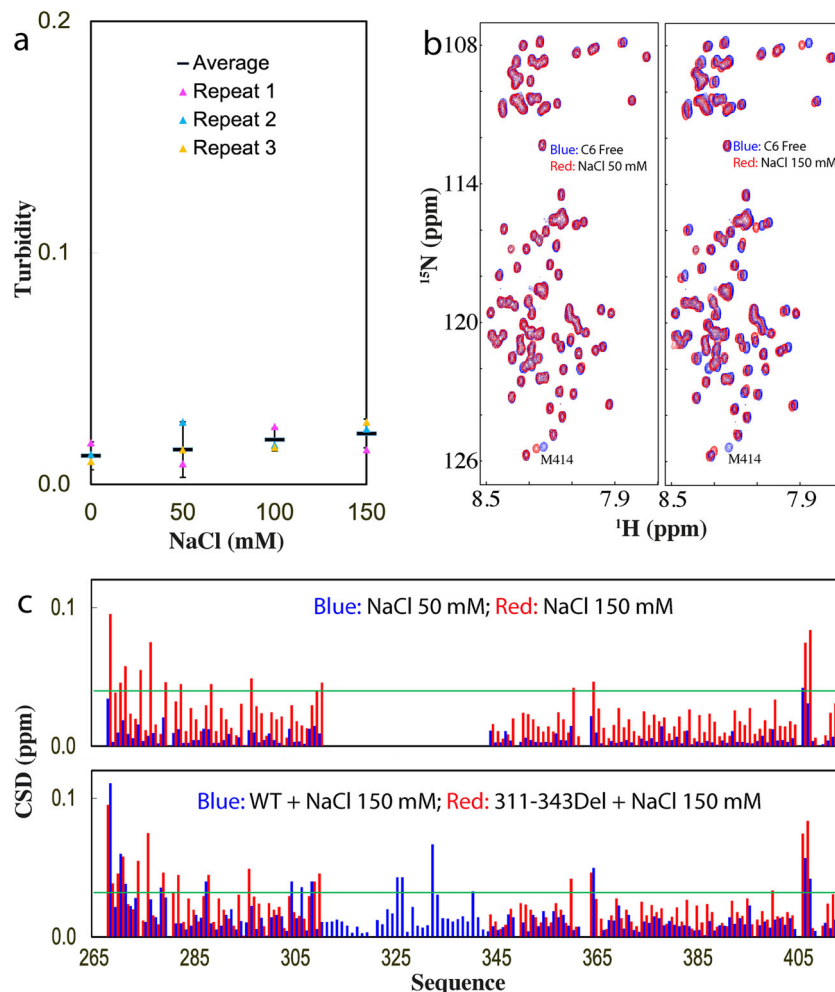 a
0.2
0.1
0.0
Turbidity
Average
Repeat 1
Repeat 2
Repeat 3
0
50
100
150
NaCl (mM)
b
108
114
120
126
¹⁵N (ppm)
Blue: C6 Free
Red: NaCl 50 mM
M414
8.5
7.9
Blue: C6 Free
Red: NaCl 150 mM
M414
8.5
7.9
¹H (ppm)
c
0.1
0.0
Blue: NaCl 50 mM; Red: NaCl 150 mM
CSD (ppm)
0.1
0.0
Blue: WT + NaCl 150 mM; Red: 311-343Del + NaCl 150 mM
265
285
305
325
345
365
385
405
Sequence